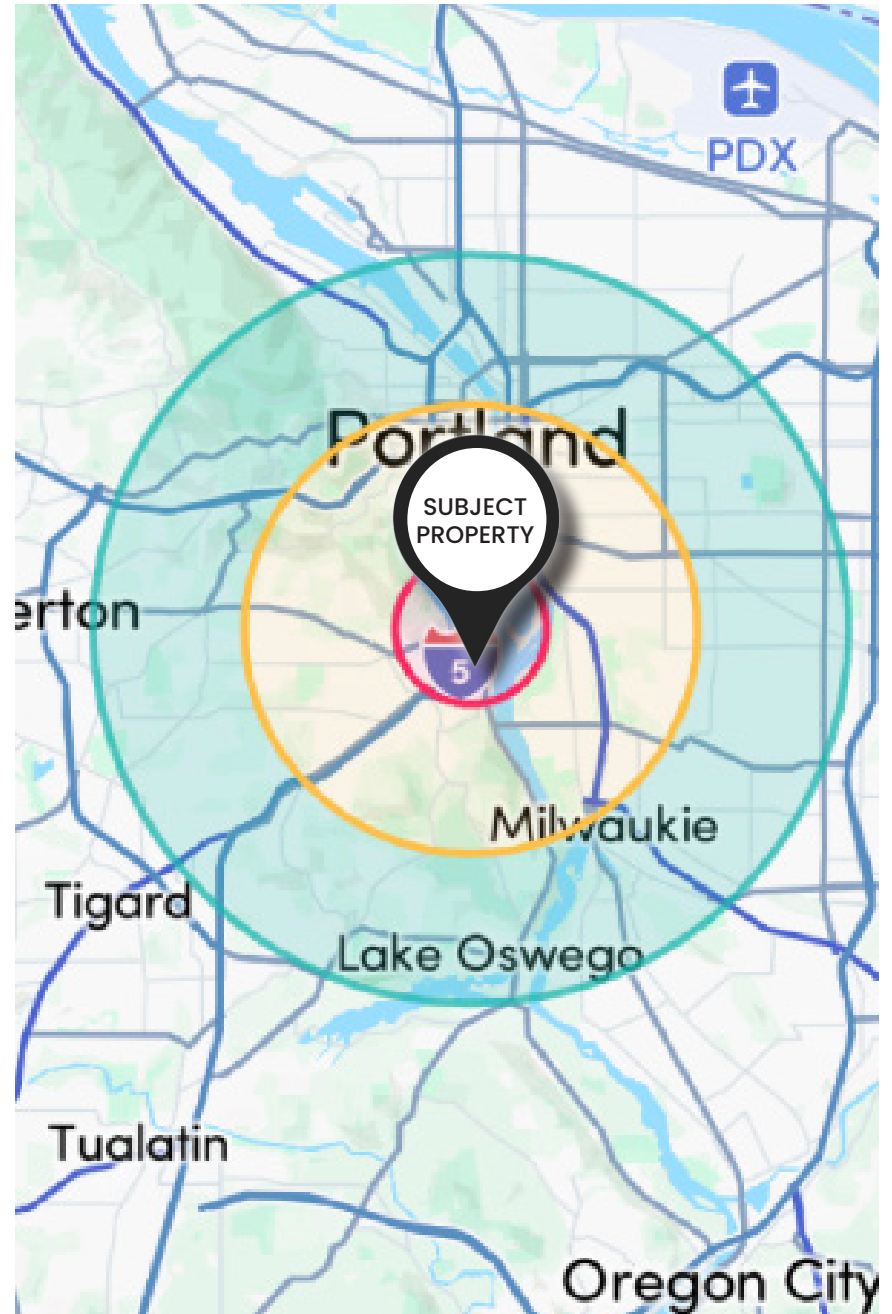 PDX
Portland
SUBJECT
PROPERTY
erton
5
Milwaukie
Tigard
Lake Oswego
Tualatin
Oregon City